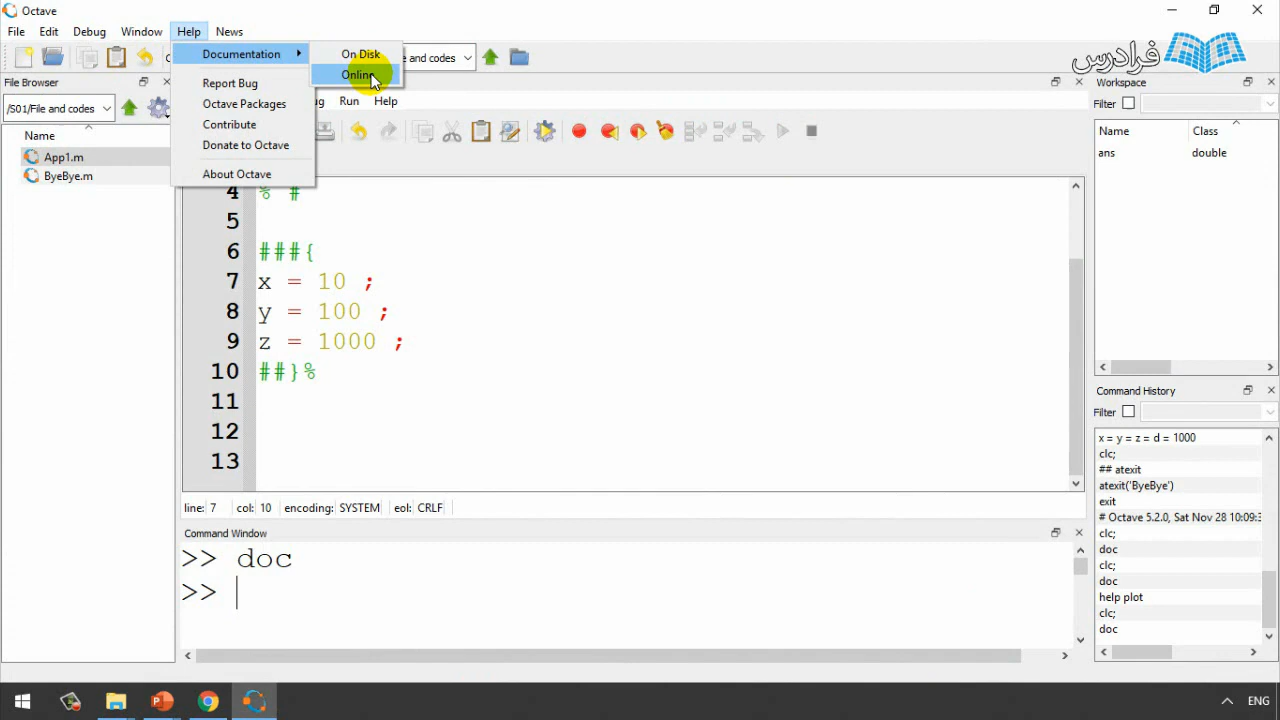 Octave
File Edit Debug Window Help News
Documentation
On Disk
Online
Report Bug
Octave Packages
Contribute
Donate to Octave
About Octave
e and codes
فرادرس
File Browser
/S01/File and codes
Name
App1.m
ByeBye.m
ug Run Help
4 % #
5
6 ###{
7 x = 10 ;
8 y = 100 ;
9 z = 1000 ;
10 ##}%
11
12
13
line: 7 col: 10 encoding: SYSTEM eol: CRLF
Command Window
>> doc
>>
Workspace
Filter
Name Class
ans double
Command History
Filter
x = y = z = d = 1000
clc;
## atexit
atexit('ByeBye')
exit
# Octave 5.2.0, Sat Nov 28 10:09:3
clc;
doc
clc;
doc
help plot
clc;
doc
ENG